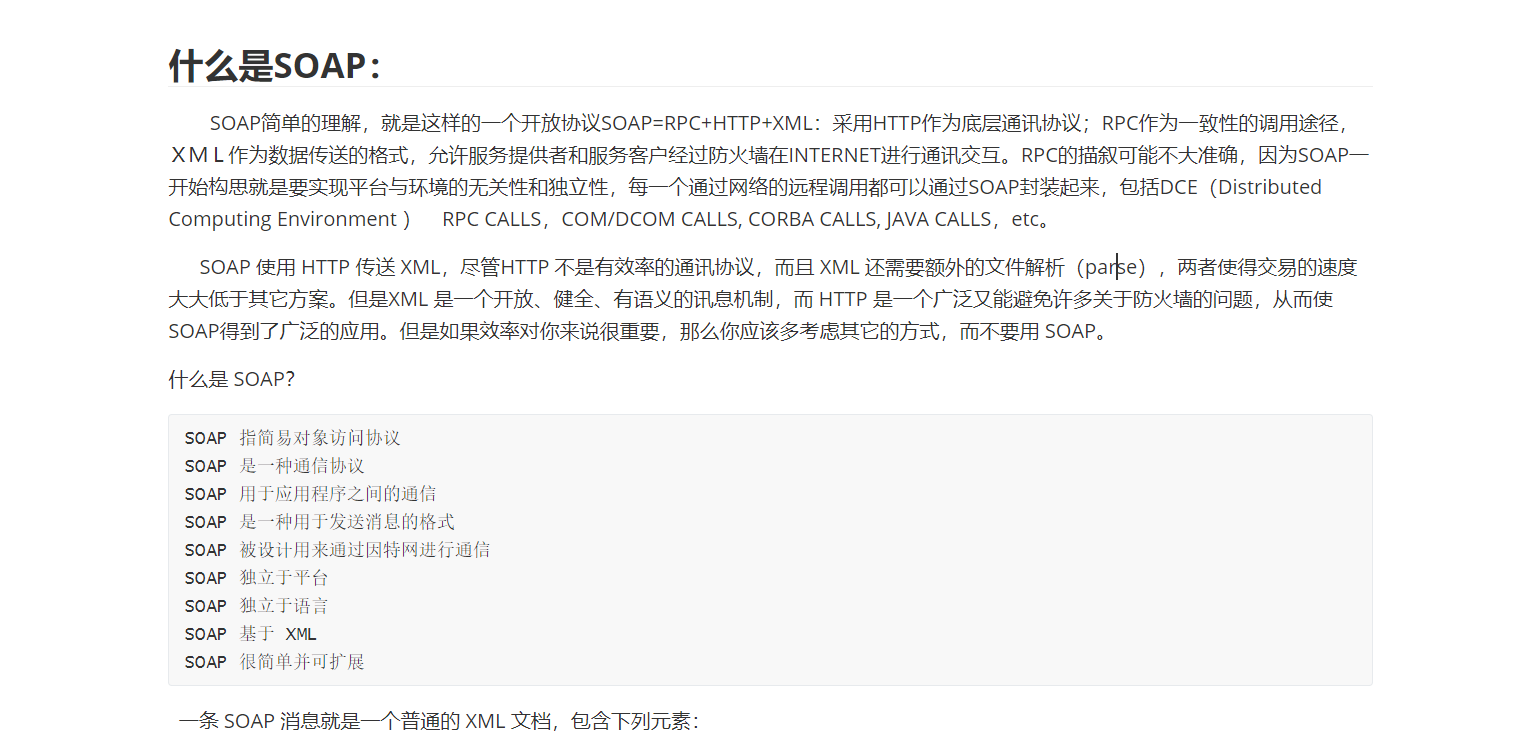 什么是SOAP：
SOAP简单的理解，就是这样的一个开放协议SOAP=RPC+HTTP+XML：采用HTTP作为底层通讯协议；RPC作为一致性的调用途径，
ＸＭＬ作为数据传送的格式，允许服务提供者和服务客户经过防火墙在INTERNET进行通讯交互。RPC的描叙可能不大准确，因为SOAP一
开始构思就是要实现平台与环境的无关性和独立性，每一个通过网络的远程调用都可以通过SOAP封装起来，包括DCE（Distributed
Computing Environment ） RPC CALLS，COM/DCOM CALLS, CORBA CALLS, JAVA CALLS，etc。
SOAP 使用 HTTP 传送 XML，尽管HTTP 不是有效率的通讯协议，而且 XML 还需要额外的文件解析（parse），两者使得交易的速度
大大低于其它方案。但是XML 是一个开放、健全、有语义的讯息机制，而 HTTP 是一个广泛又能避免许多关于防火墙的问题，从而使
SOAP得到了广泛的应用。但是如果效率对你来说很重要，那么你应该多考虑其它的方式，而不要用 SOAP。
什么是 SOAP?
SOAP 指简易对象访问协议
SOAP 是一种通信协议
SOAP 用于应用程序之间的通信
SOAP 是一种用于发送消息的格式
SOAP 被设计用来通过因特网进行通信
SOAP 独立于平台
SOAP 独立于语言
SOAP 基于 XML
SOAP 很简单并可扩展
一条 SOAP 消息就是一个普通的 XML 文档，包含下列元素：